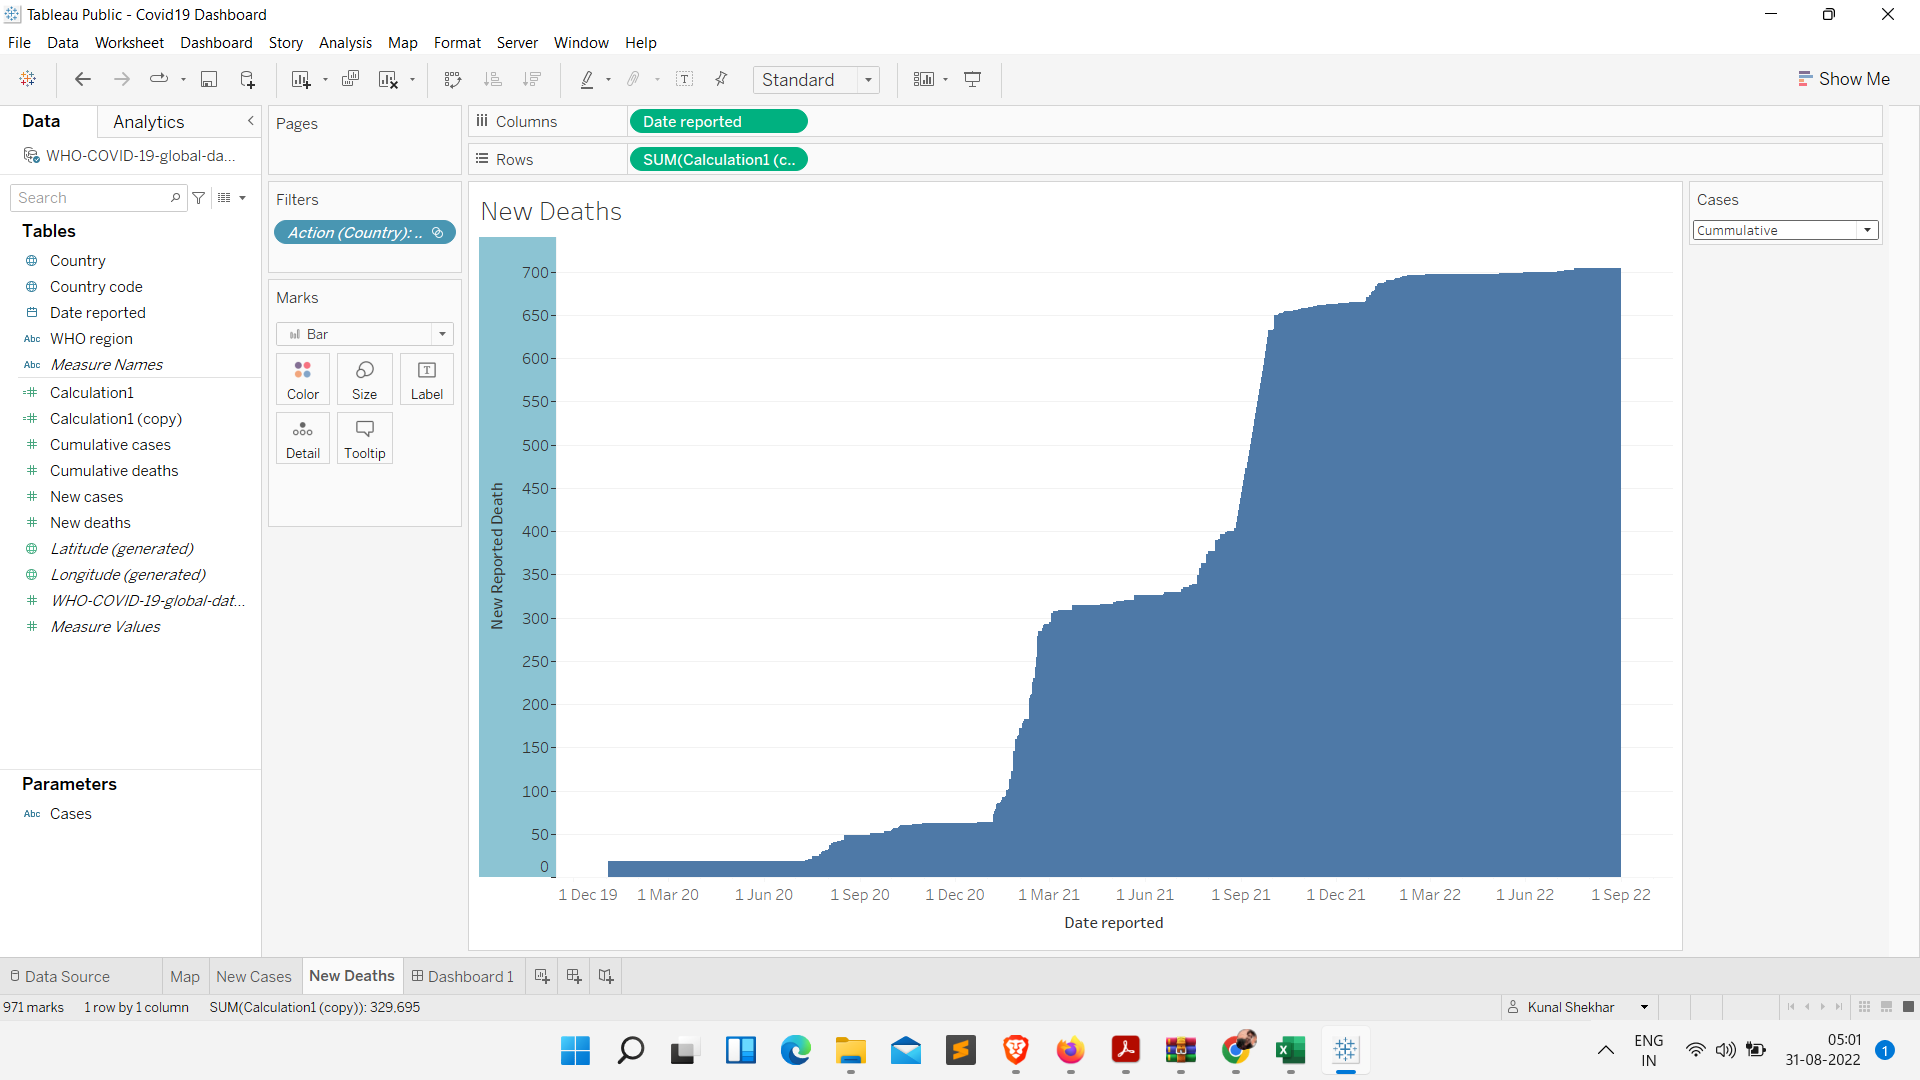 Tableau Public - Covid19 Dashboard
File Data Worksheet Dashboard Story Analysis Map Format Server Window Help
Standard
Show Me
Data Analytics
WHO-COVID-19-global-da...
Search
Tables
Country
Country code
Date reported
Abc WHO region
Abc Measure Names
Calculation1
Calculation1 (copy)
Cumulative cases
Cumulative deaths
New cases
New deaths
Latitude (generated)
Longitude (generated)
WHO-COVID-19-global-dat...
Measure Values
Parameters
Abc Cases
Pages
Filters
Action (Country): ..
Marks
Bar
Color Size Label
Detail Tooltip
Columns Date reported
Rows SUM(Calculation1 (c..
New Deaths
New Reported Death
700
650
600
550
500
450
400
350
300
250
200
150
100
50
0
1 Dec 19 1 Mar 20 1 Jun 20 1 Sep 20 1 Dec 20 1 Mar 21 1 Jun 21 1 Sep 21 1 Dec 21 1 Mar 22 1 Jun 22 1 Sep 22
Date reported
Cases
Cummulative
Data Source Map New Cases New Deaths Dashboard 1
971 marks 1 row by 1 column SUM(Calculation1 (copy)): 329,695
Kunal Shekhar
ENG
IN
05:01
31-08-2022
1